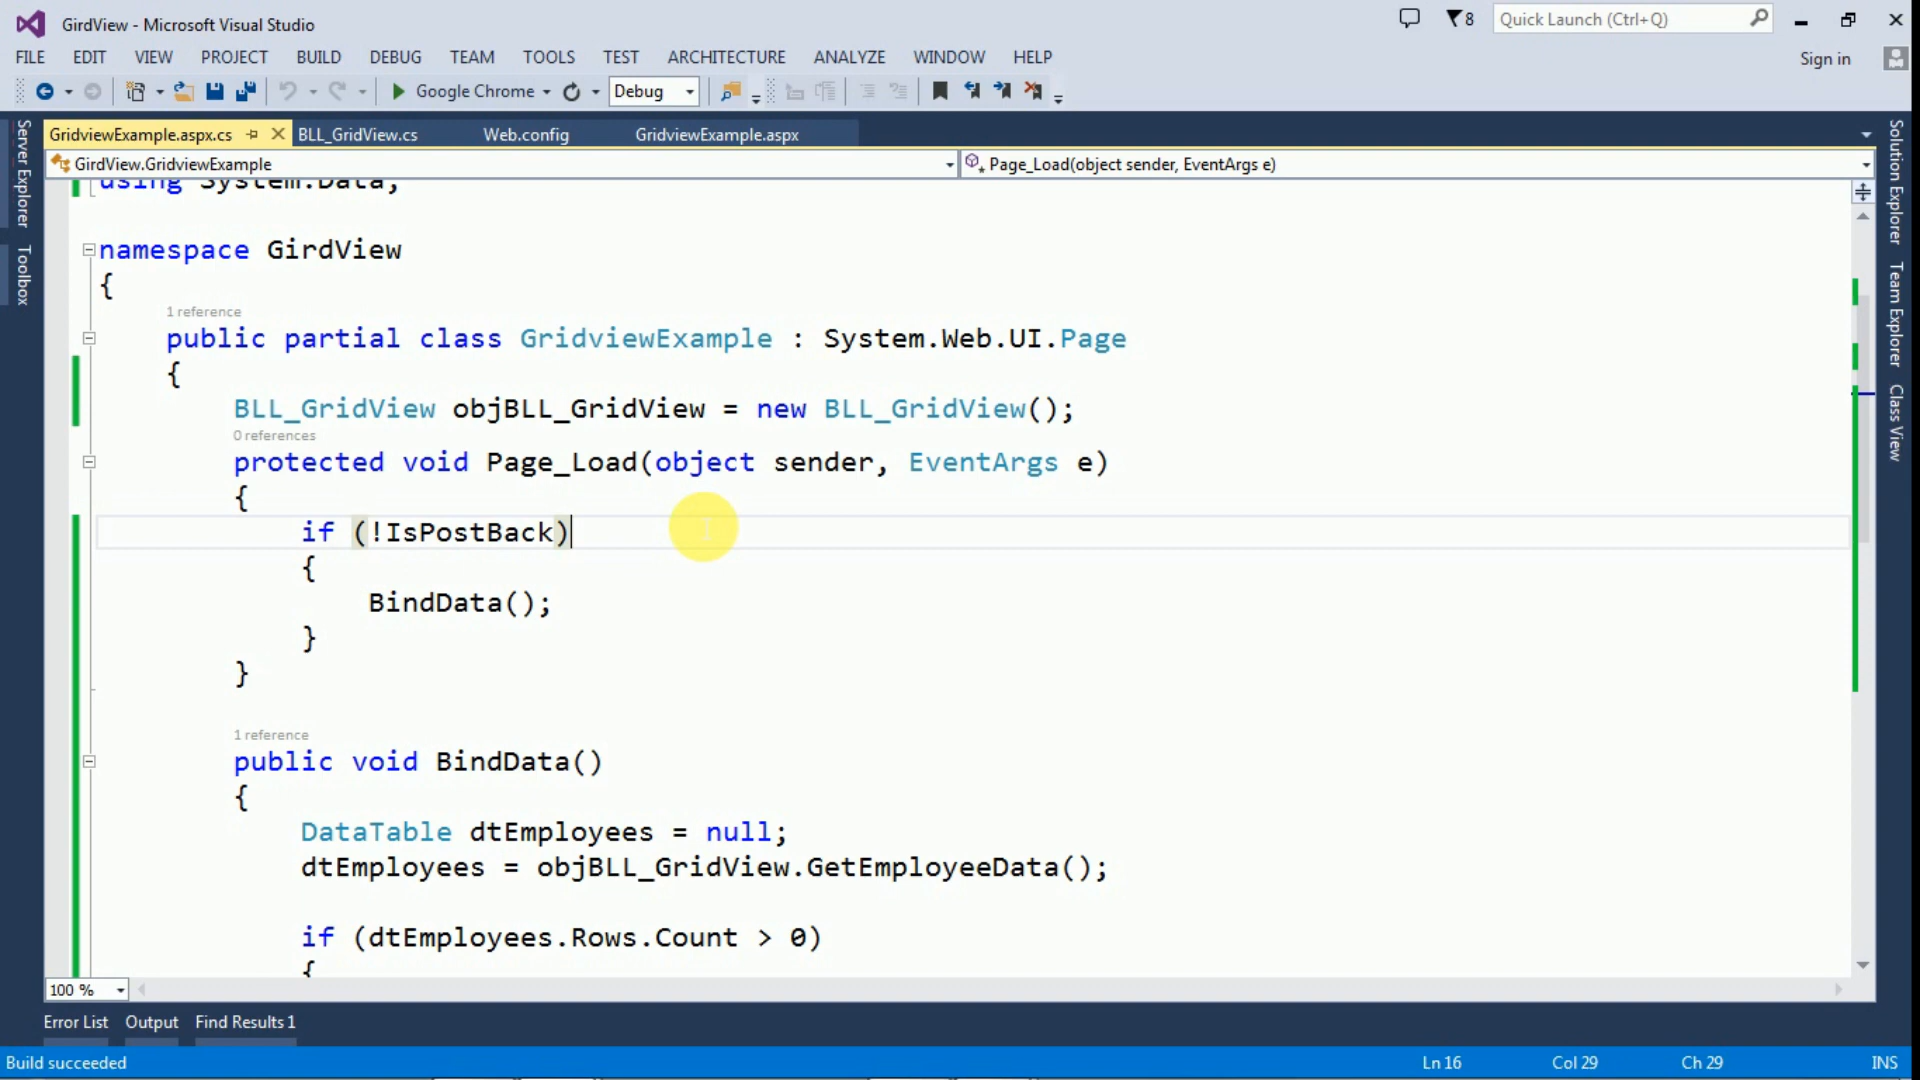 GirdView - Microsoft Visual Studio
8
Quick Launch (Ctrl+Q)
FILE EDIT VIEW PROJECT BUILD DEBUG TEAM TOOLS TEST ARCHITECTURE ANALYZE WINDOW HELP
Sign in
Google Chrome
Debug
GridviewExample.aspx.cs BLL_GridView.cs Web.config GridviewExample.aspx
GirdView.GridviewExample Page_Load(object sender, EventArgs e)
Server Explorer
Toolbox
Solution Explorer
Team Explorer
Class View
using System.Data;
namespace GirdView
{
1 reference
public partial class GridviewExample : System.Web.UI.Page
{
BLL_GridView objBLL_GridView = new BLL_GridView();
0 references
protected void Page_Load(object sender, EventArgs e)
{
if (!IsPostBack)
{
BindData();
}
}
1 reference
public void BindData()
{
DataTable dtEmployees = null;
dtEmployees = objBLL_GridView.GetEmployeeData();
if (dtEmployees.Rows.Count > 0)
{
100 %
Error List Output Find Results 1
Build succeeded Ln 16 Col 29 Ch 29 INS